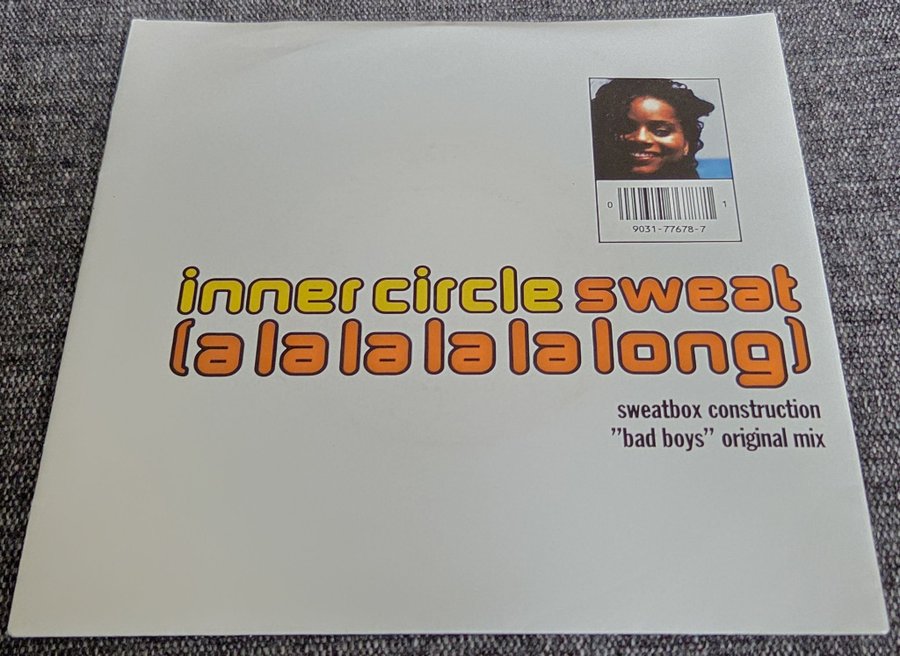 0 1
9031-77678-7
inner circle sweat
(a la la la la long)
sweatbox construction
"bad boys" original mix